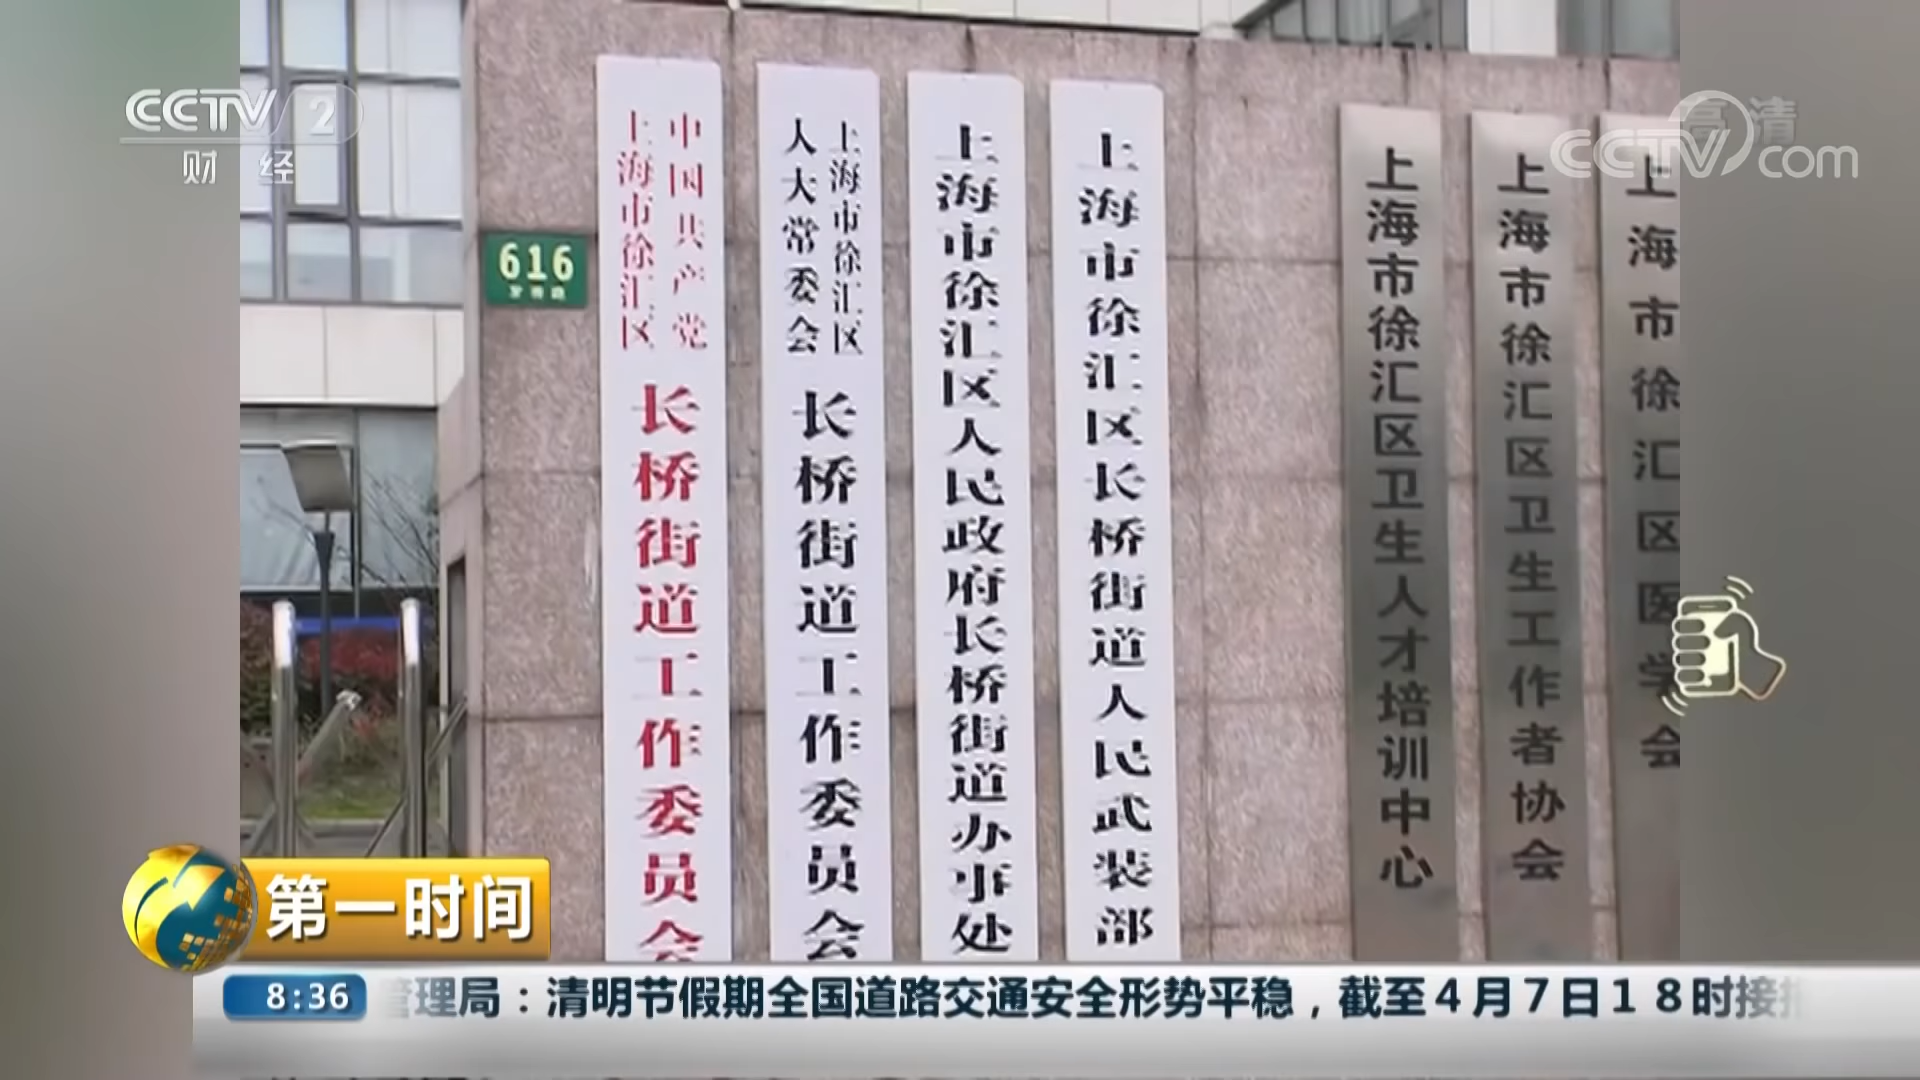 CCTV 2
财经
高清
CCTV.com
616
中国共产党
上海市徐汇区
长桥街道工作委员会
上海市徐汇区
人大常委会
长桥街道工作委员会
上海市徐汇区人民政府长桥街道办事处
上海市徐汇区长桥街道人民武装部
上海市徐汇区卫生人才培训中心
上海市徐汇区卫生工作者协会
上海市徐汇区医学会
第一时间
8:36
管理局：清明节假期全国道路交通安全形势平稳，截至4月7日18时接